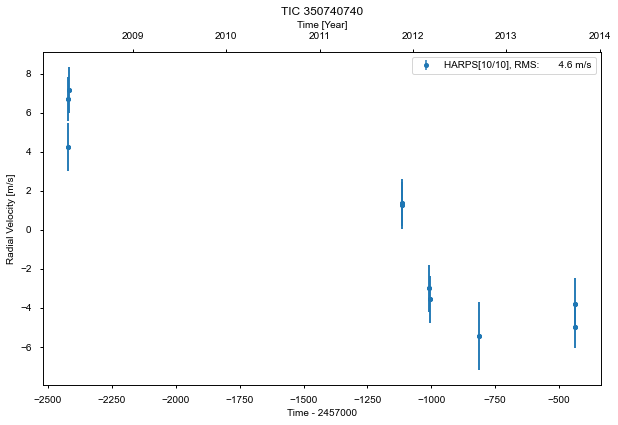 TIC 350740740
Time [Year]
2009 2010 2011 2012 2013 2014
HARPS[10/10], RMS: 4.6 m/s
Radial Velocity [m/s]
8
6
4
2
0
−2
−4
−6
−2500 −2250 −2000 −1750 −1500 −1250 −1000 −750 −500
Time - 2457000